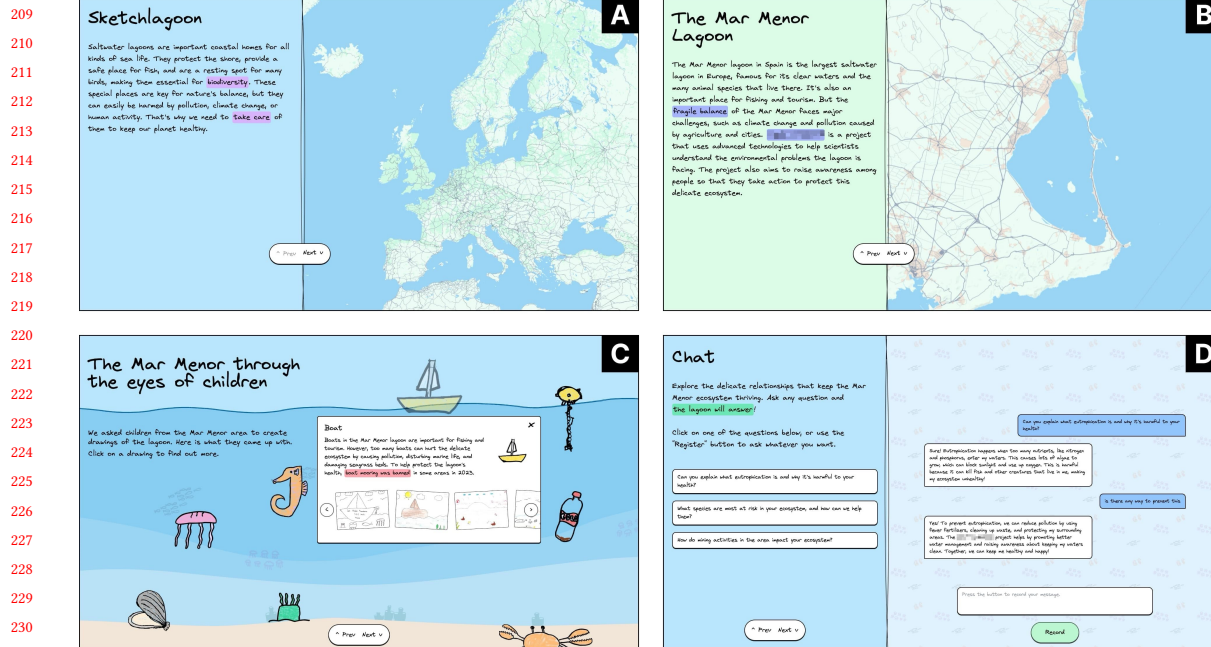 209
210
211
212
213
214
215
216
217
218
219
220
221
222
223
224
225
226
227
228
229
230
A
Sketchlagoon
Saltwater lagoons are important coastal homes for all
kinds of sea life. They protect the shore, provide a
safe place for fish, and are a resting spot for many
birds, making them essential for biodiversity. These
special places are key for nature's balance, but they
can easily be harmed by pollution, climate change, or
human activity. That's why we need to take care of
them to keep our planet healthy.
^ Prev Next v
B
The Mar Menor
Lagoon
The Mar Menor lagoon in Spain is the largest saltwater
lagoon in Europe, famous for its clear waters and the
many animal species that live there. It's also an
important place for fishing and tourism. But the
fragile balance of the Mar Menor faces major
challenges, such as climate change and pollution caused
by agriculture and cities. is a project
that uses advanced technologies to help scientists
understand the environmental problems the lagoon is
facing. The project also aims to raise awareness among
people so that they take action to protect this
delicate ecosystem.
^ Prev Next v
C
The Mar Menor through
the eyes of children
We asked children from the Mar Menor area to create
drawings of the lagoon. Here is what they came up with.
Click on a drawing to find out more.
Boat
Boats in the Mar Menor lagoon are important for fishing and
tourism. However, too many boats can hurt the delicate
ecosystem by causing pollution, disturbing marine life, and
damaging seagrass beds. To help protect the lagoon's
health, boat mooring was banned in some areas in 2023.
^ Prev Next v
D
Chat
Explore the delicate relationships that keep the Mar
Menor ecosystem thriving. Ask any question and
the lagoon will answer!
Click on one of the questions below, or use the
"Register" button to ask whatever you want.
Can you explain what eutrophication is and why it's harmful to your
health?
What species are most at risk in your ecosystem, and how can we help
them?
How do mining activities in the area impact your ecosystem?
^ Prev Next v
Can you explain what eutrophication is and why it's harmful to your
health?
Sure! Eutrophication happens when too many nutrients, like nitrogen
and phosphorus, enter my waters. This causes lots of algae to
grow, which can block sunlight and use up oxygen. This is harmful
because it can kill fish and other creatures that live in me, making
my ecosystem unhealthy!
Is there any way to prevent this
Yes! To prevent eutrophication, we can reduce pollution by using
fewer fertilizers, cleaning up waste, and protecting my surrounding
areas. The project helps by promoting better
water management and raising awareness about keeping my waters
clean. Together, we can keep me healthy and happy!
Press the button to record your message.
Record